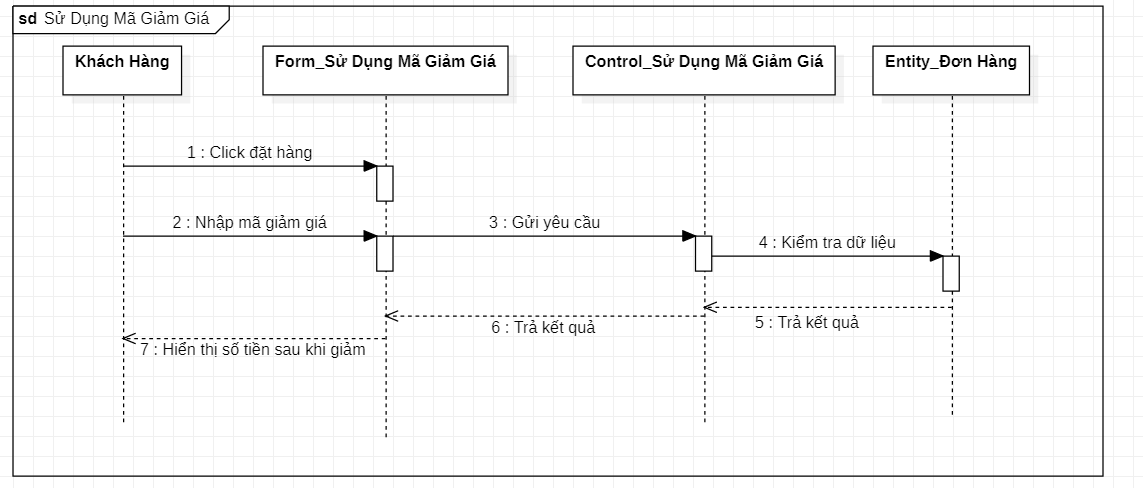 sd Sử Dụng Mã Giảm Giá
Khách Hàng
Form_Sử Dụng Mã Giảm Giá
Control_Sử Dụng Mã Giảm Giá
Entity_Đơn Hàng
1 : Click đặt hàng
2 : Nhập mã giảm giá
3 : Gửi yêu cầu
4 : Kiểm tra dữ liệu
5 : Trả kết quả
6 : Trả kết quả
7 : Hiển thị số tiền sau khi giảm